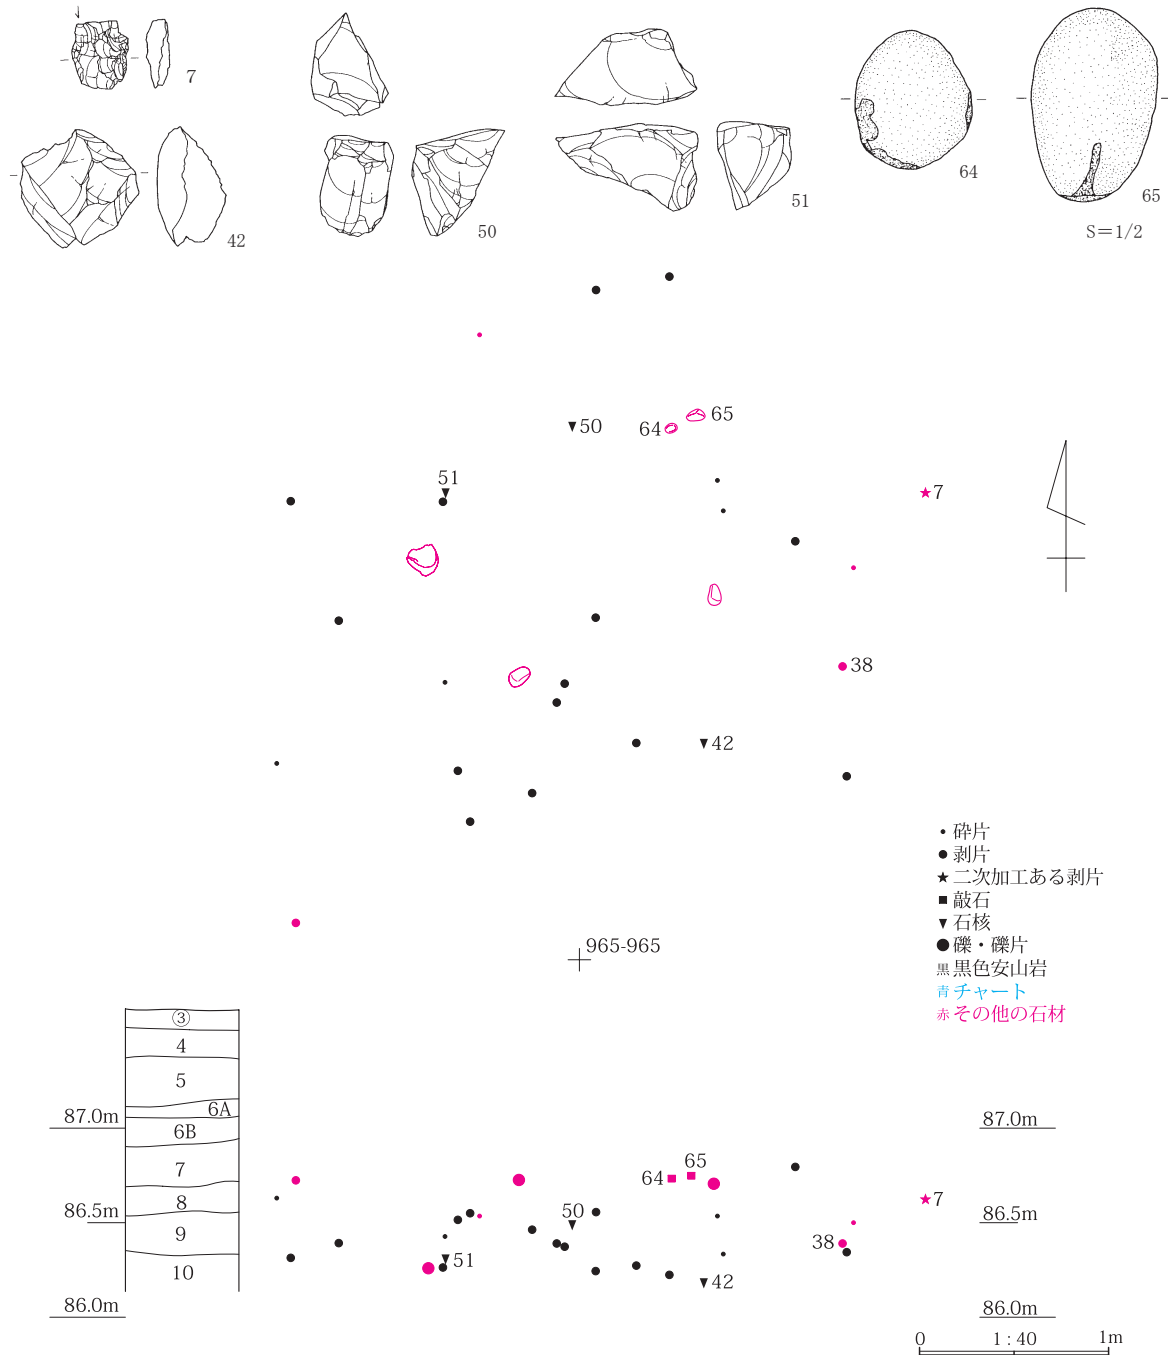 7
42
50
51
64
65
S＝1/2
50
64
65
51
7
38
42
砕片
剥片
二次加工ある剥片
敲石
石核
礫・礫片
黒 黒色安山岩
青 チャート
赤 その他の石材
965-965
③
4
5
6A
6B
7
8
9
10
87.0m
86.5m
86.0m
64
65
50
51
42
38
7
87.0m
86.5m
86.0m
0 1 : 40 1m